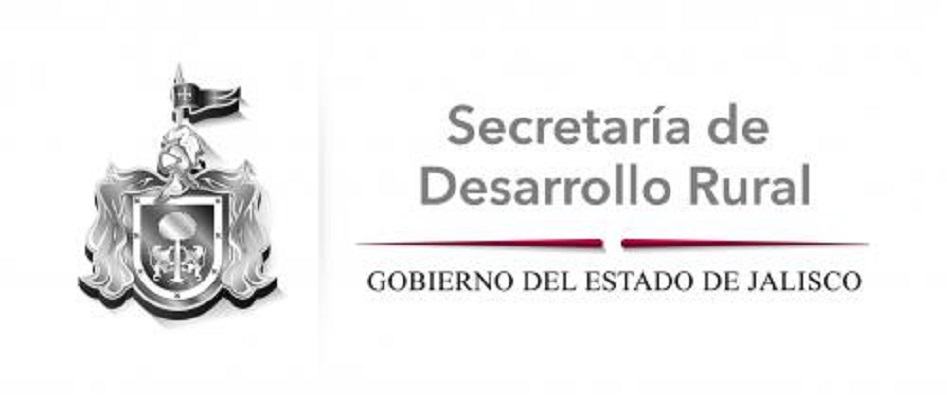 Secretaría de
Desarrollo Rural
GOBIERNO DEL ESTADO DE JALISCO